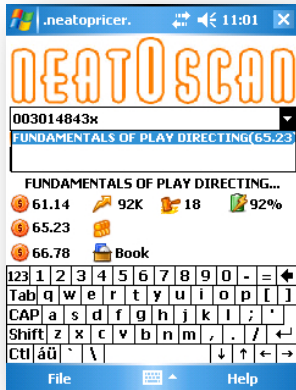 .neatopricer. 11:01
NEATOSCAN
003014843x
FUNDAMENTALS OF PLAY DIRECTING(65.23
FUNDAMENTALS OF PLAY DIRECTING...
61.14 92K 18 92%
65.23
66.78 Book
123 1 2 3 4 5 6 7 8 9 0 - =
Tab q w e r t y u i o p [ ]
CAP a s d f g h j k l ; '
Shift z x c v b n m , . /
Ctl áü ` \
File Help